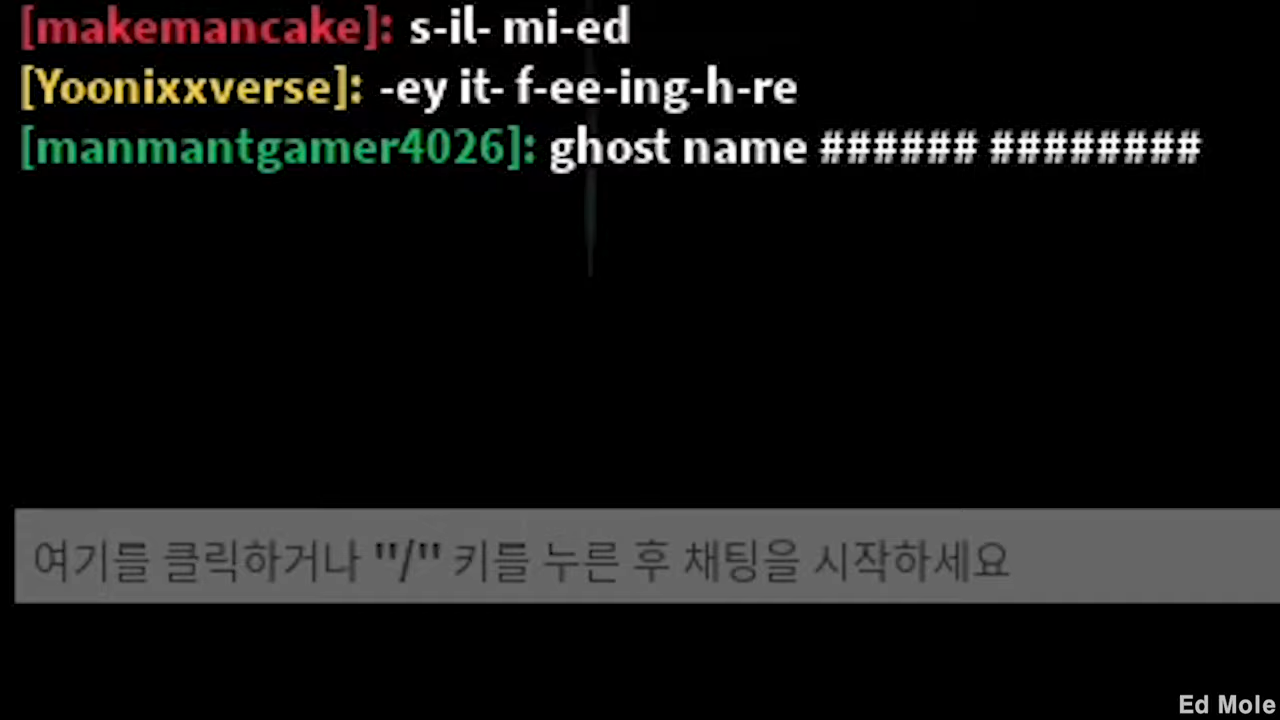 [makemancake]: s-il- mi-ed
[Yoonixxverse]: -ey it- f-ee-ing-h-re
[manmantgamer4026]: ghost name ###### ########
여기를 클릭하거나 "/" 키를 누른 후 채팅을 시작하세요
Ed Mole